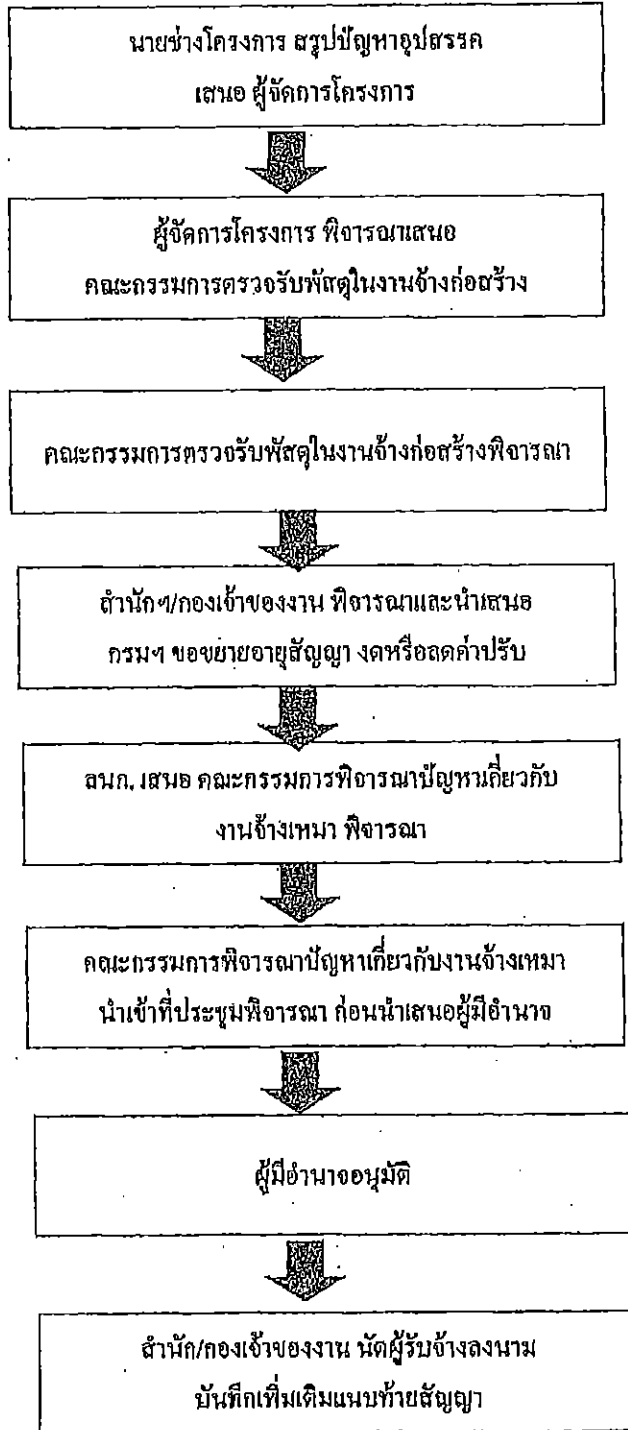 นายช่างโครงการ สรุปปัญหาอุปสรรค
เสนอ ผู้จัดการโครงการ
ผู้จัดการโครงการ พิจารณาเสนอ
คณะกรรมการตรวจรับพัสดุในงานจ้างก่อสร้าง
คณะกรรมการตรวจรับพัสดุในงานจ้างก่อสร้างพิจารณา
สำนักฯ/กองเจ้าของงาน พิจารณาและนำเสนอ
กรมฯ ขอขยายอายุสัญญา งดหรือลดค่าปรับ
ลนก. เสนอ คณะกรรมการพิจารณาปัญหาเกี่ยวกับ
งานจ้างเหมา พิจารณา
คณะกรรมการพิจารณาปัญหาเกี่ยวกับงานจ้างเหมา
นำเข้าที่ประชุมพิจารณา ก่อนนำเสนอผู้มีอำนาจ
ผู้มีอำนาจอนุมัติ
สำนัก/กองเจ้าของงาน นัดผู้รับจ้างลงนาม
บันทึกเพิ่มเติมแนบท้ายสัญญา